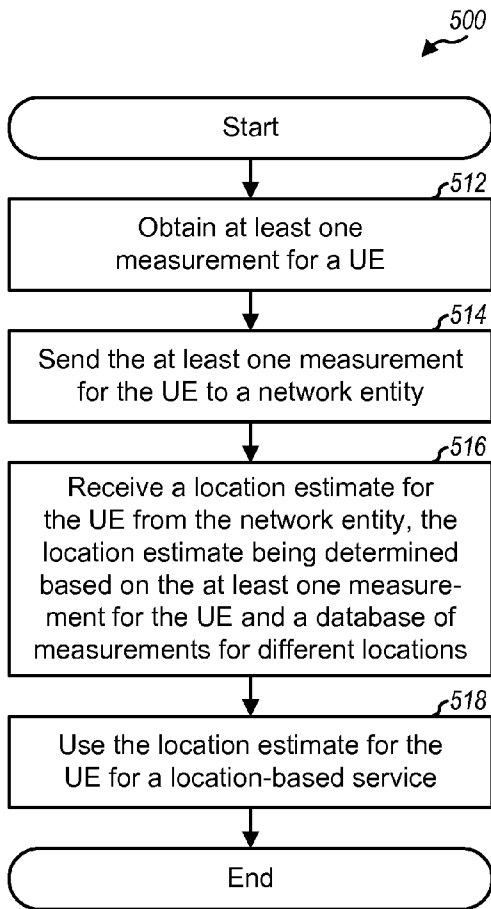 500
Start
512
Obtain at least one
measurement for a UE
514
Send the at least one measurement
for the UE to a network entity
516
Receive a location estimate for
the UE from the network entity, the
location estimate being determined
based on the at least one measure-
ment for the UE and a database of
measurements for different locations
518
Use the location estimate for the
UE for a location-based service
End